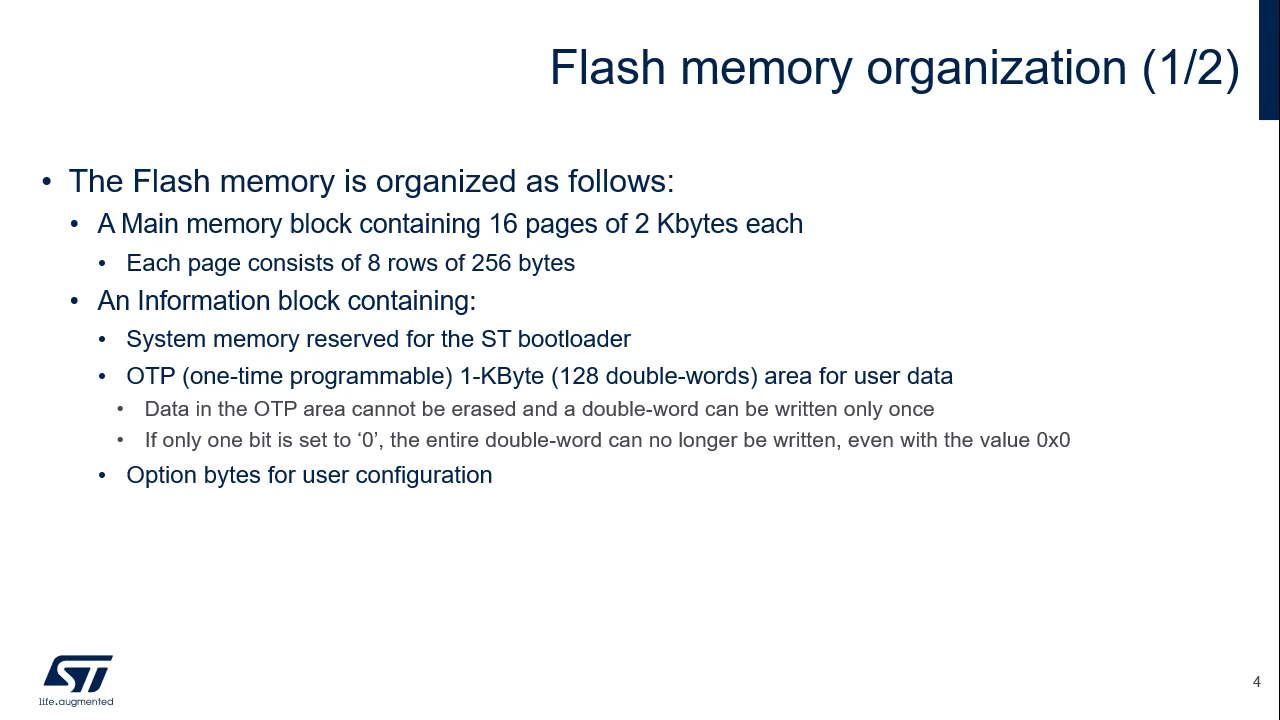 Flash memory organization (1/2)
• The Flash memory is organized as follows:
• A Main memory block containing 16 pages of 2 Kbytes each
• Each page consists of 8 rows of 256 bytes
• An Information block containing:
• System memory reserved for the ST bootloader
• OTP (one-time programmable) 1-KByte (128 double-words) area for user data
• Data in the OTP area cannot be erased and a double-word can be written only once
• If only one bit is set to ‘0’, the entire double-word can no longer be written, even with the value 0x0
• Option bytes for user configuration
ST
life.augmented
4